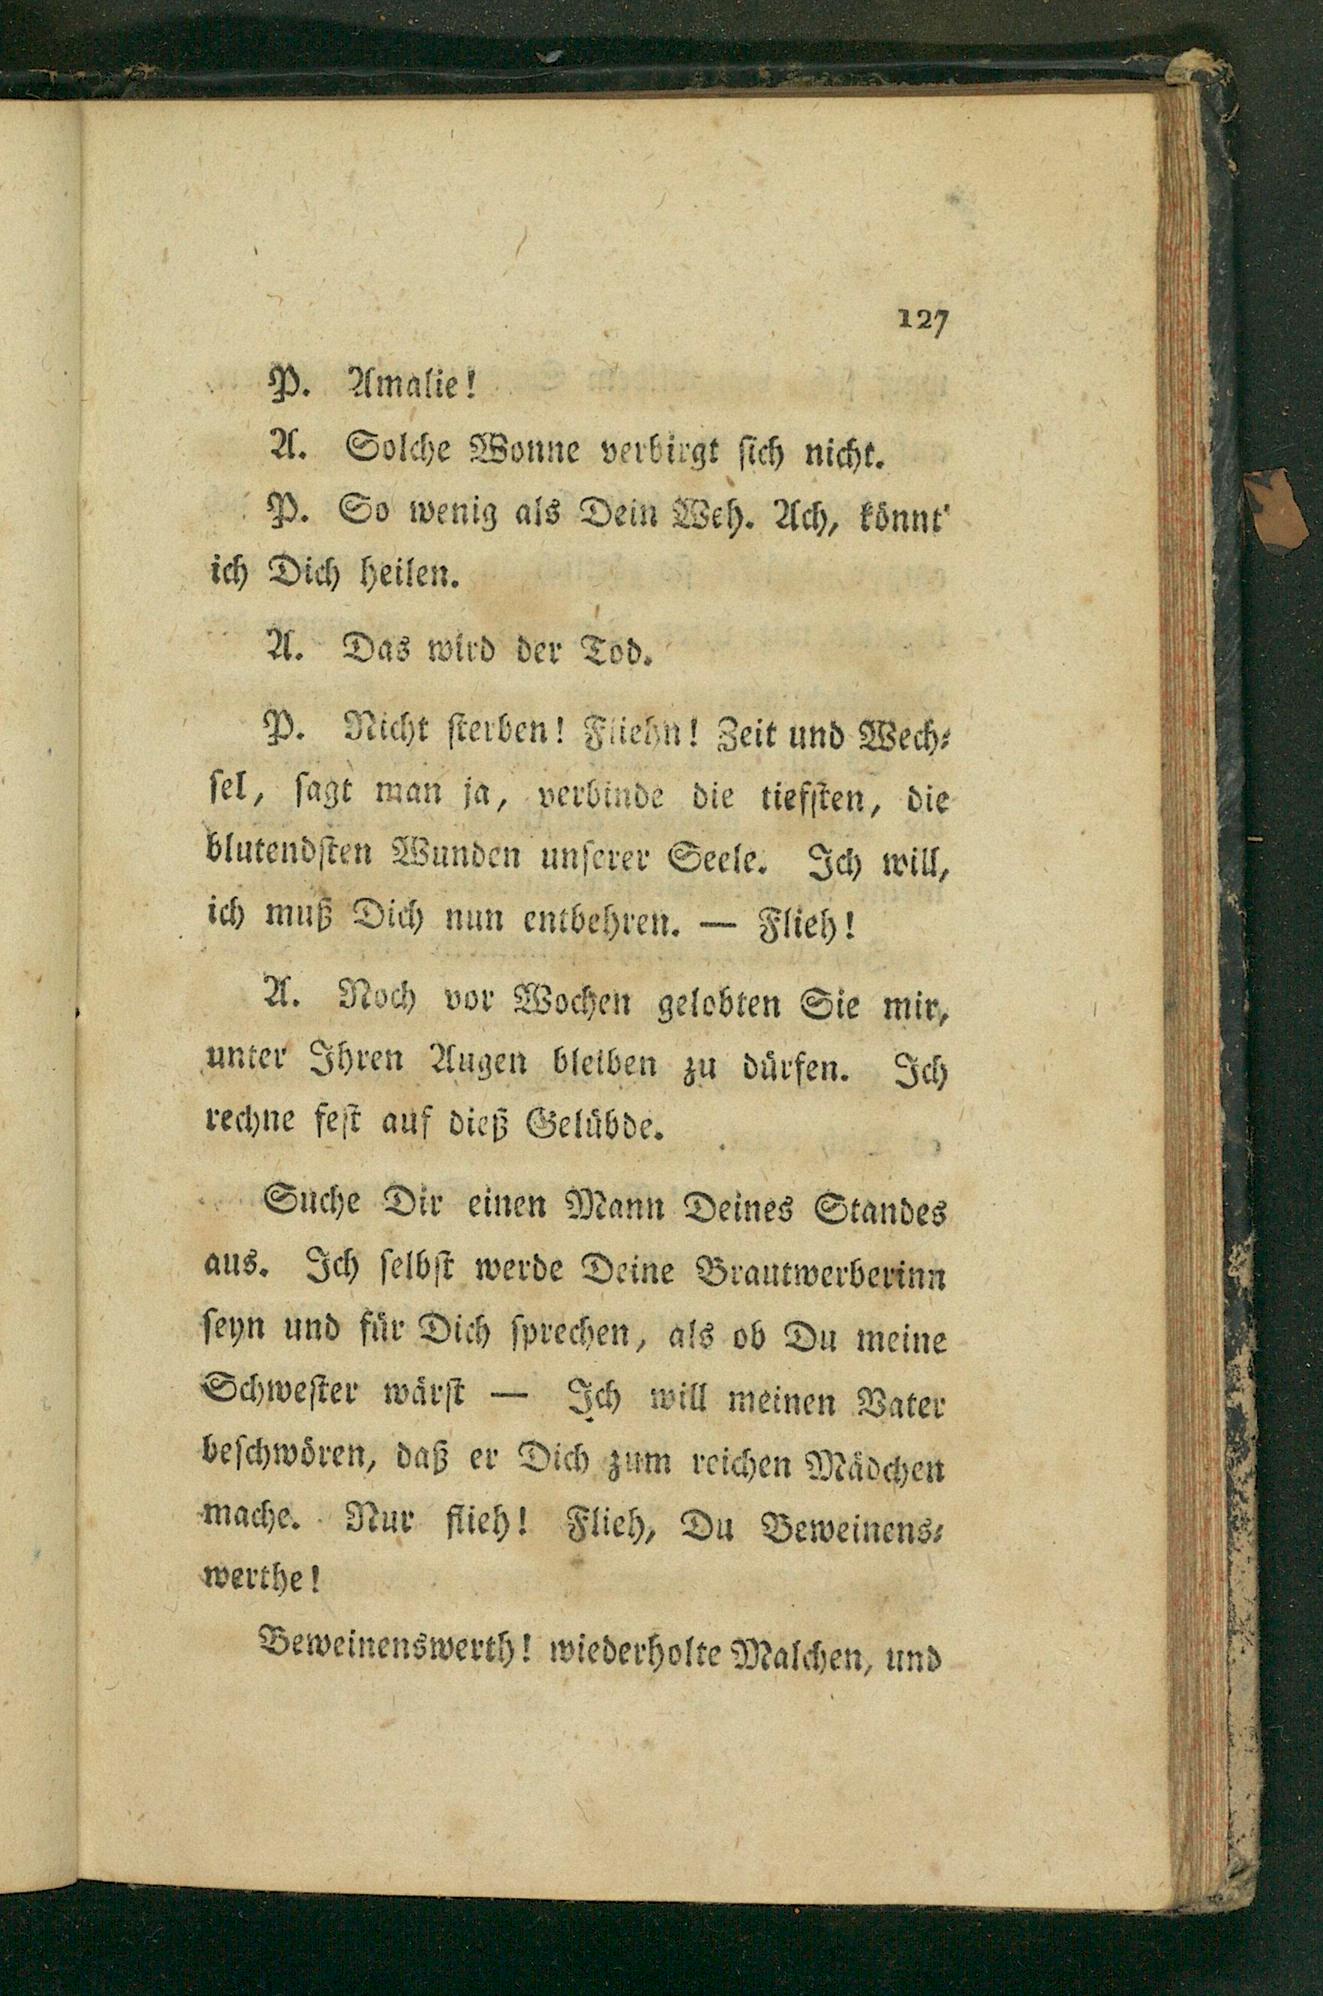 127
P. Amalie!
A. Solche Wonne verbirgt ſich nicht.
P. So wenig als Dein Weh. Ach, könnt'
ich Dich heilen.
A. Das wird der Tod.
P. Nicht ſterben! Fliehn! Zeit und Wech⸗
ſel, ſagt man ja, verbinde die tiefſten, die
blutendſten Wunden unſerer Seele. Ich will,
ich muß Dich nun entbehren. — Flieh!
A. Noch vor Wochen gelobten Sie mir,
unter Ihren Augen bleiben zu dürfen. Ich
rechne feſt auf dieß Gelübde.
Suche Dir einen Mann Deines Standes
aus. Ich ſelbſt werde Deine Brautwerberinn
ſeyn und für Dich ſprechen, als ob Du meine
Schweſter wärſt — Ich will meinen Vater
beſchwören, daß er Dich zum reichen Mädchen
mache. Nur flieh! Flieh, Du Beweinens⸗
werthe!
Beweinenswerth! wiederholte Malchen, und